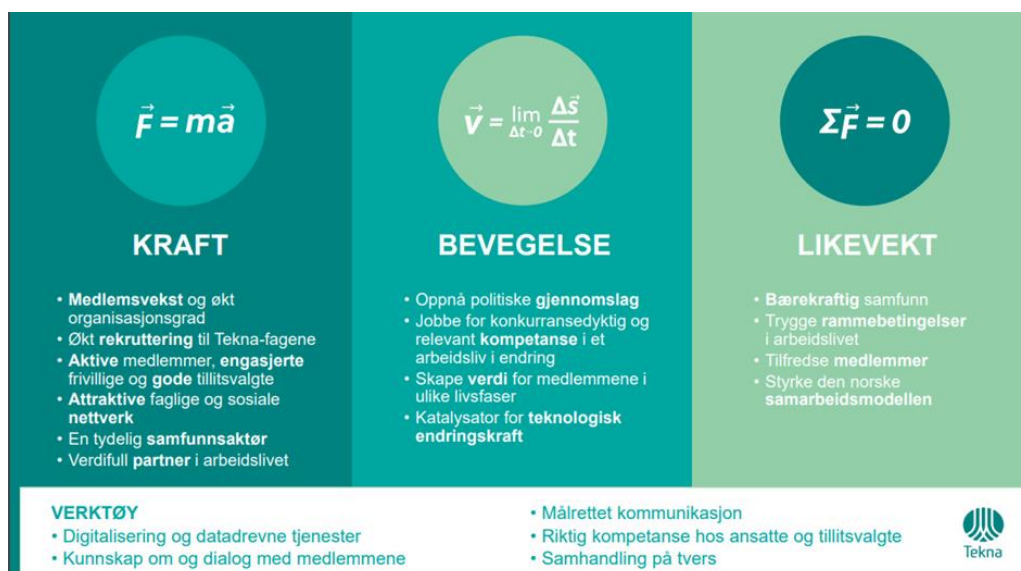 F⃗ = ma⃗
KRAFT
• Medlemsvekst og økt
organisasjonsgrad
• Økt rekruttering til Tekna-fagene
• Aktive medlemmer, engasjerte
frivillige og gode tillitsvalgte
• Attraktive faglige og sosiale
nettverk
• En tydelig samfunnsaktør
• Verdifull partner i arbeidslivet
v⃗ = lim Δt→0 Δs⃗/Δt
BEVEGELSE
• Oppnå politiske gjennomslag
• Jobbe for konkurransedyktig og
relevant kompetanse i et
arbeidsliv i endring
• Skape verdi for medlemmene i
ulike livsfaser
• Katalysator for teknologisk
endringskraft
ΣF⃗ = 0
LIKEVEKT
• Bærekraftig samfunn
• Trygge rammebetingelser
i arbeidslivet
• Tilfredse medlemmer
• Styrke den norske
samarbeidsmodellen
VERKTØY
• Digitalisering og datadrevne tjenester
• Kunnskap om og dialog med medlemmene
• Målrettet kommunikasjon
• Riktig kompetanse hos ansatte og tillitsvalgte
• Samhandling på tvers
Tekna